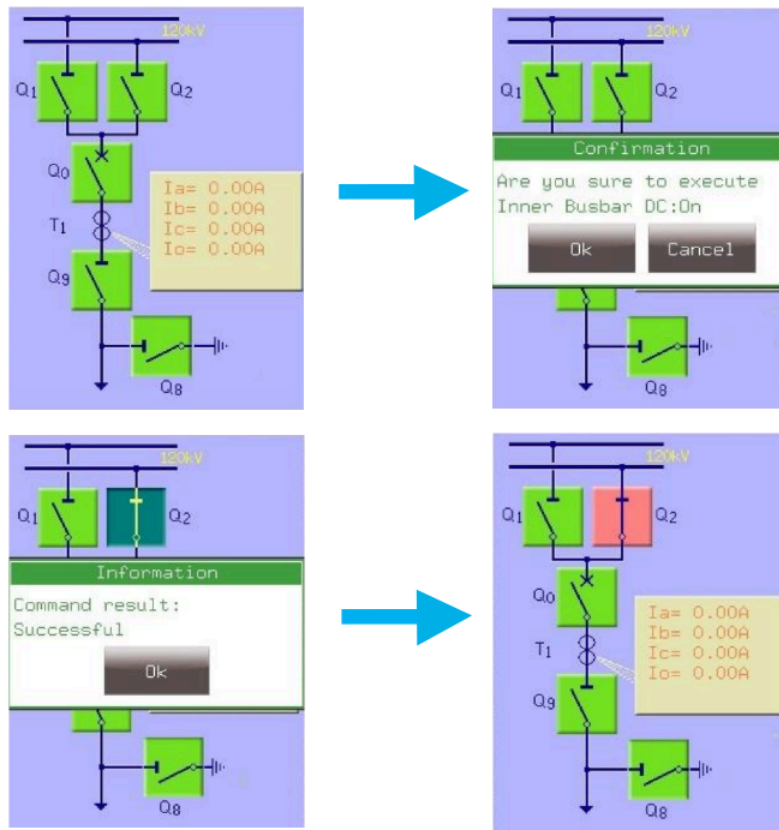 120kV
Q1
Q2
Q0
T1
Ia= 0.00A
Ib= 0.00A
Ic= 0.00A
Io= 0.00A
Q9
Q8
120kV
Q1
Q2
Confirmation
Are you sure to execute
Inner Busbar DC:On
Ok
Cancel
Q8
120kV
Q1
Q2
Information
Command result:
Successful
Ok
Q8
120kV
Q1
Q2
Q0
T1
Ia= 0.00A
Ib= 0.00A
Ic= 0.00A
Io= 0.00A
Q9
Q8